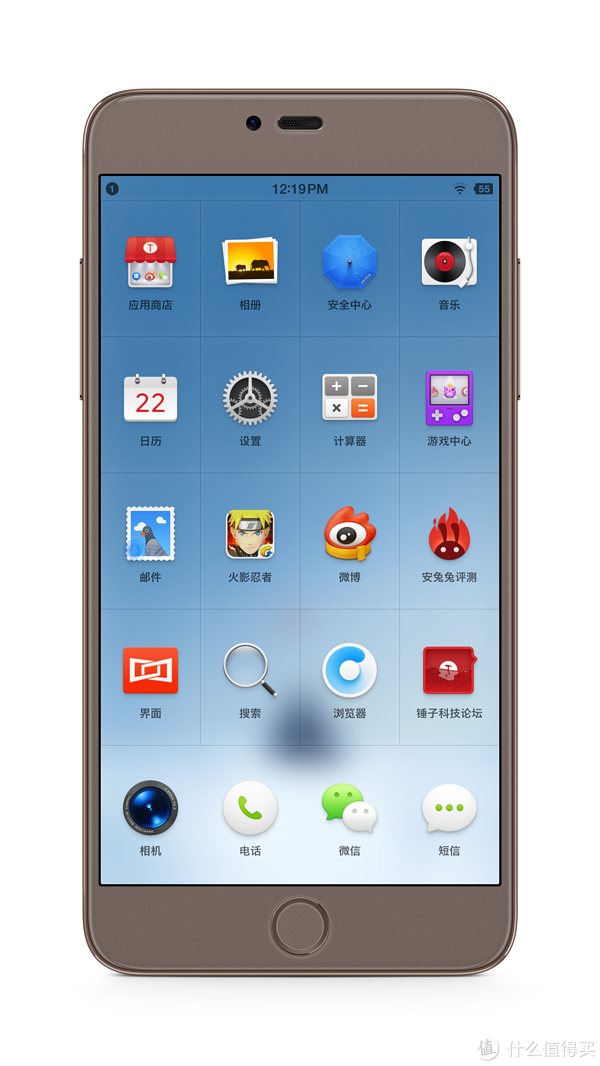 1 12:19PM 55
应用商店 相册 安全中心 音乐
22
日历 设置 计算器 游戏中心
邮件 火影忍者 微博 安兔兔评测
界面 搜索 浏览器 锤子科技论坛
相机 电话 微信 短信
值 什么值得买